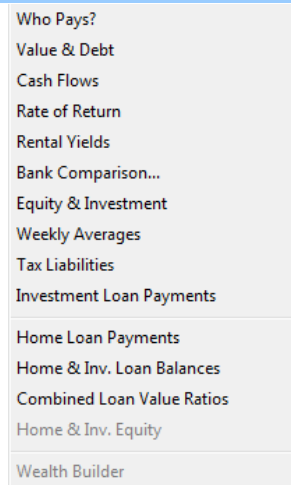 Who Pays?
Value & Debt
Cash Flows
Rate of Return
Rental Yields
Bank Comparison...
Equity & Investment
Weekly Averages
Tax Liabilities
Investment Loan Payments
Home Loan Payments
Home & Inv. Loan Balances
Combined Loan Value Ratios
Home & Inv. Equity
Wealth Builder